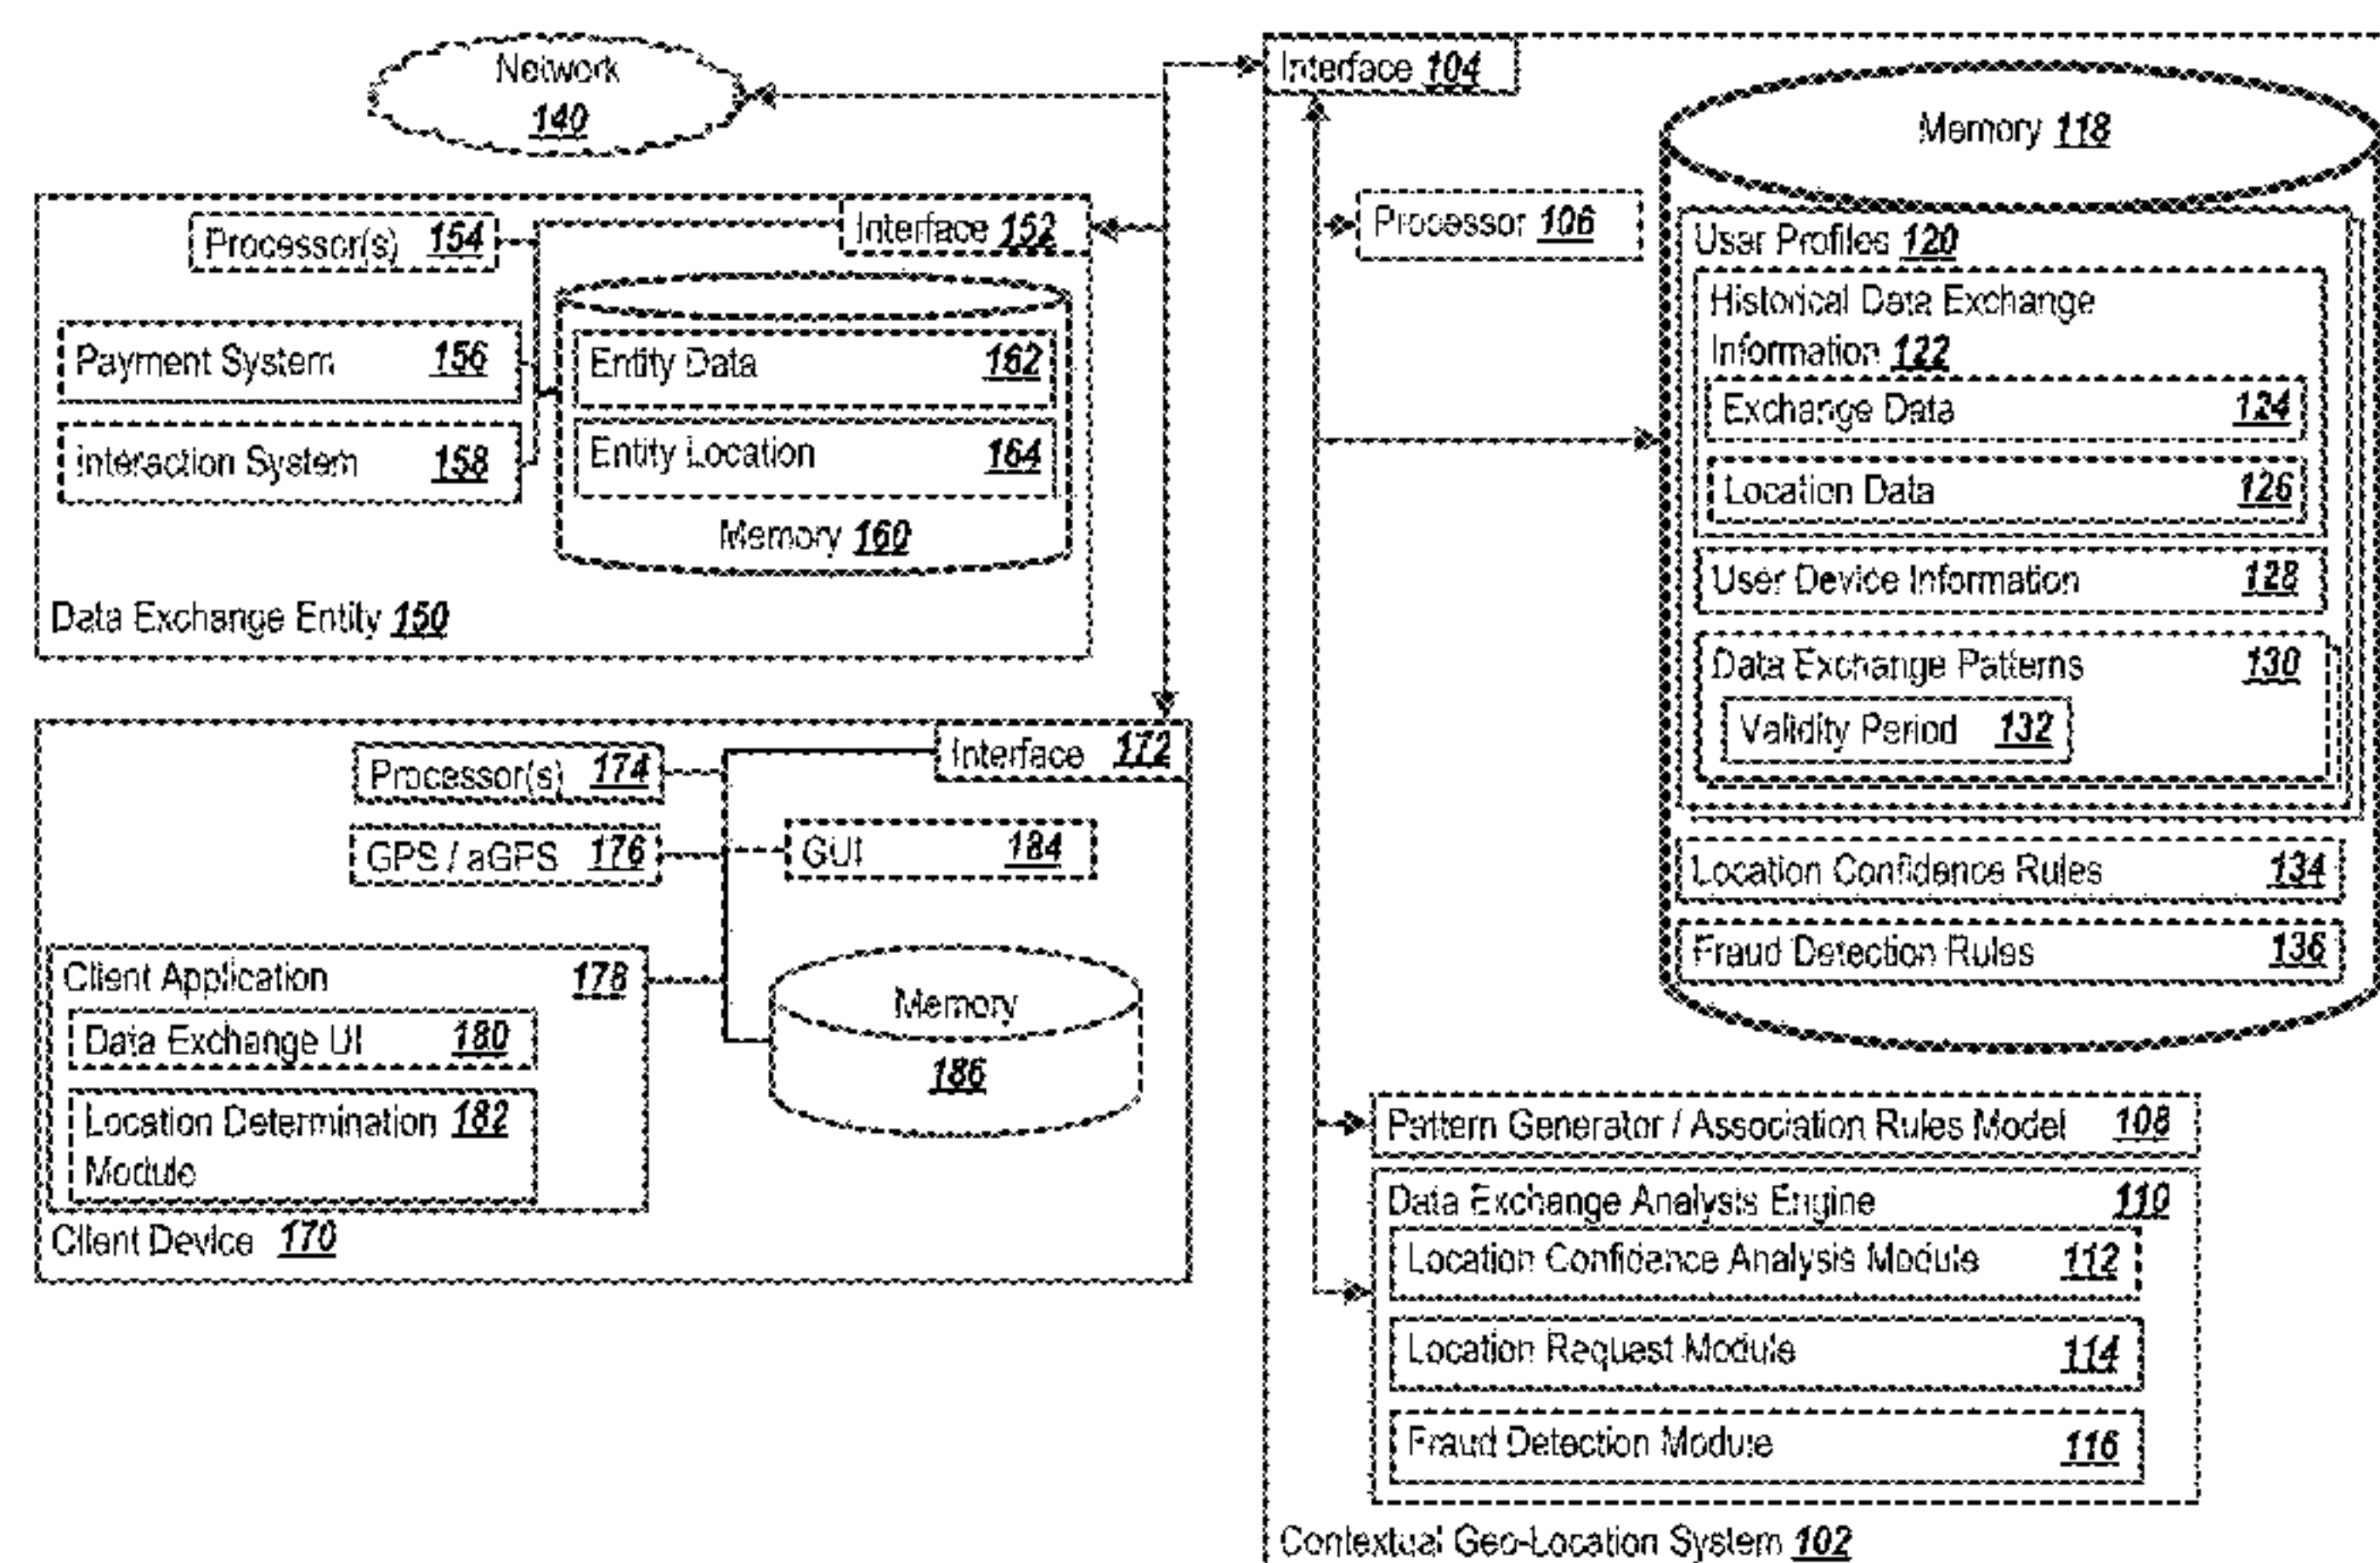 Network
140
Interface 104
Memory 118
Processor 106
User Profiles 120
Historical Data Exchange
Information 122
Exchange Data 124
Location Data 126
User Device Information 128
Data Exchange Patterns 130
Validity Period 132
Location Confidence Rules 134
Fraud Detection Rules 136
Interface 152
Processor(s) 154
Payment System 156
Interaction System 158
Entity Data 162
Entity Location 164
Memory 160
Data Exchange Entity 150
Interface 172
Processor(s) 174
GPS / aGPS 176
GUI 184
Client Application 178
Data Exchange UI 180
Location Determination 182
Module
Memory
186
Client Device 170
Pattern Generator / Association Rules Model 108
Data Exchange Analysis Engine 110
Location Confidence Analysis Module 112
Location Request Module 114
Fraud Detection Module 116
Contextual Geo-Location System 102